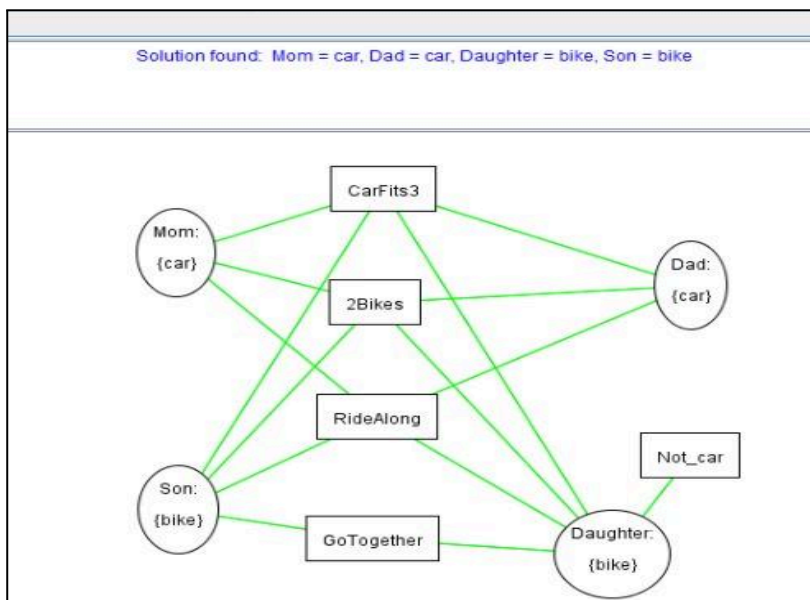 Solution found: Mom = car, Dad = car, Daughter = bike, Son = bike
CarFits3
Mom:
{car}
Dad:
{car}
2Bikes
RideAlong
Not_car
Son:
{bike}
GoTogether
Daughter:
{bike}